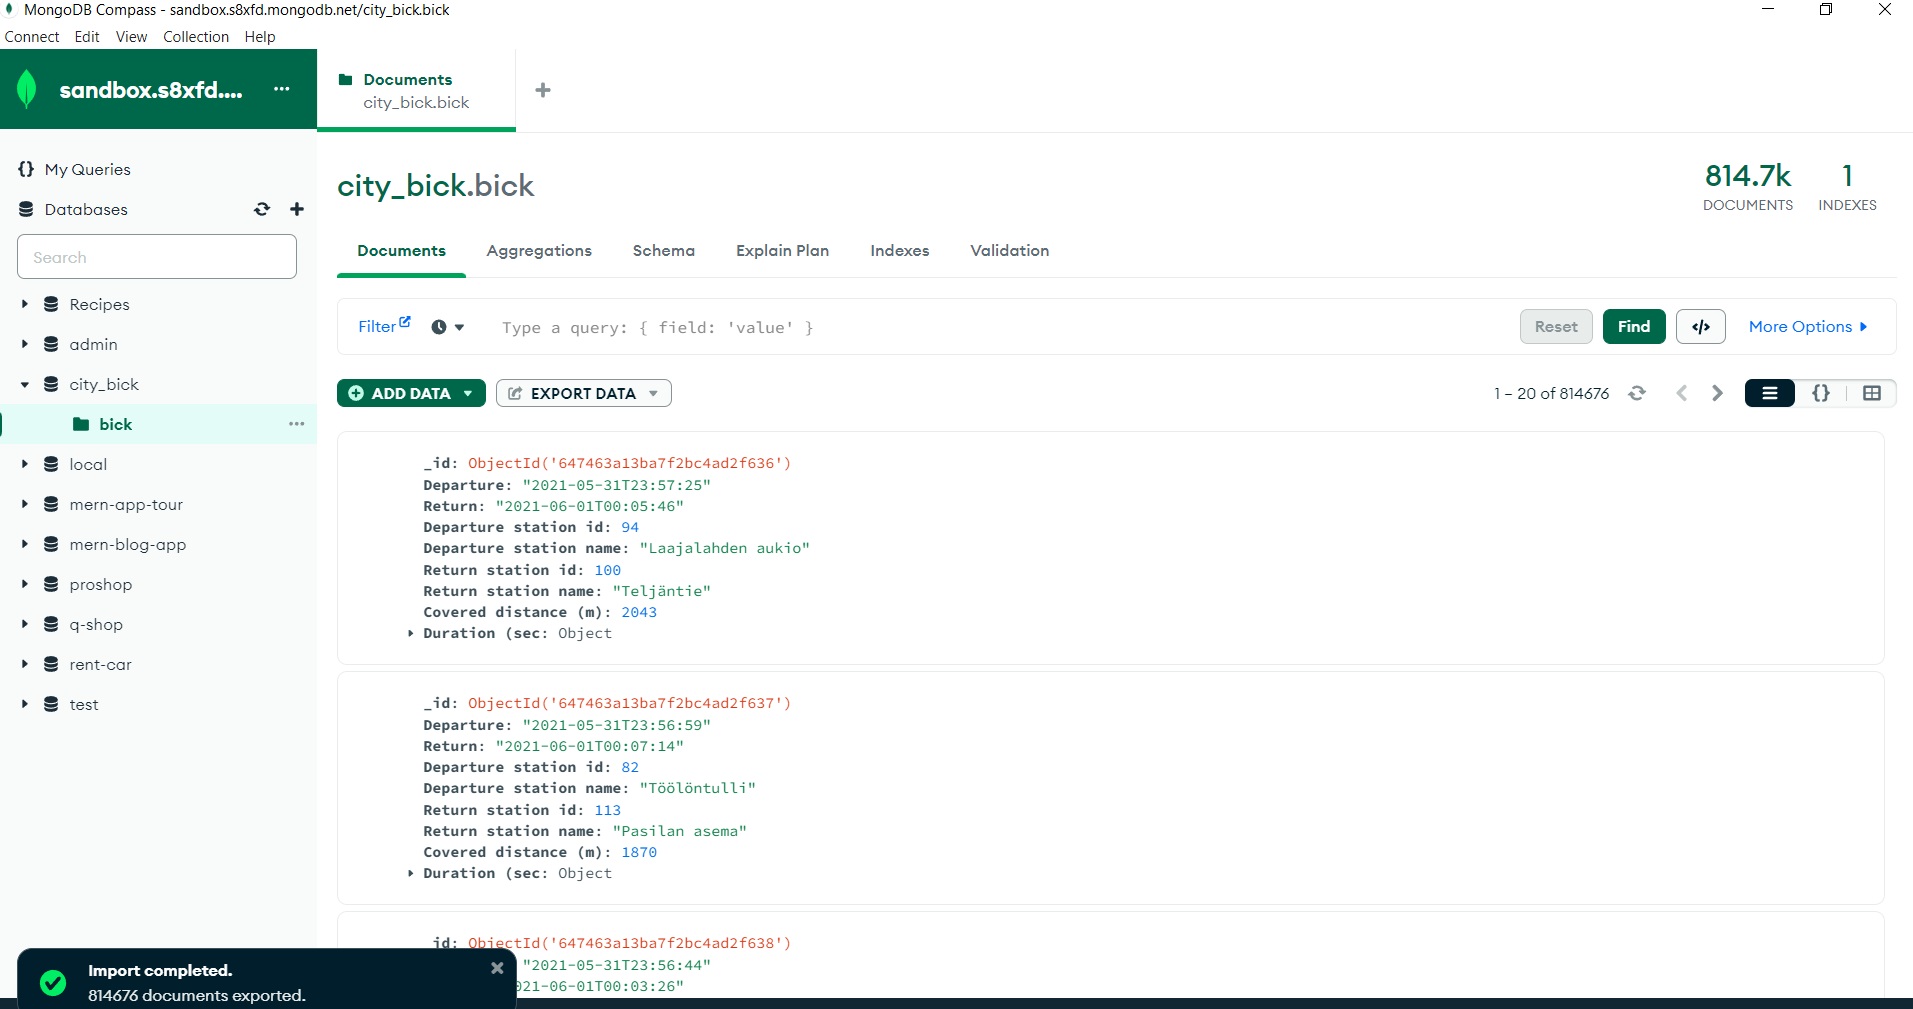 MongoDB Compass - sandbox.s8xfd.mongodb.net/city_bick.bick
Connect Edit View Collection Help
sandbox.s8xfd.... ...
Documents
city_bick.bick
+
{} My Queries
Databases
Search
Recipes
admin
city_bick
bick ...
local
mern-app-tour
mern-blog-app
proshop
q-shop
rent-car
test
city_bick.bick
814.7k 1
DOCUMENTS INDEXES
Documents Aggregations Schema Explain Plan Indexes Validation
Filter Type a query: { field: 'value' } Reset Find </> More Options
ADD DATA EXPORT DATA 1 – 20 of 814676 {}
_id: ObjectId('647463a13ba7f2bc4ad2f636')
Departure: "2021-05-31T23:57:25"
Return: "2021-06-01T00:05:46"
Departure station id: 94
Departure station name: "Laajalahden aukio"
Return station id: 100
Return station name: "Teljäntie"
Covered distance (m): 2043
Duration (sec: Object
_id: ObjectId('647463a13ba7f2bc4ad2f637')
Departure: "2021-05-31T23:56:59"
Return: "2021-06-01T00:07:14"
Departure station id: 82
Departure station name: "Töölöntulli"
Return station id: 113
Return station name: "Pasilan asema"
Covered distance (m): 1870
Duration (sec: Object
id: ObjectId('647463a13ba7f2bc4ad2f638')
"2021-05-31T23:56:44"
021-06-01T00:03:26"
Import completed.
814676 documents exported.